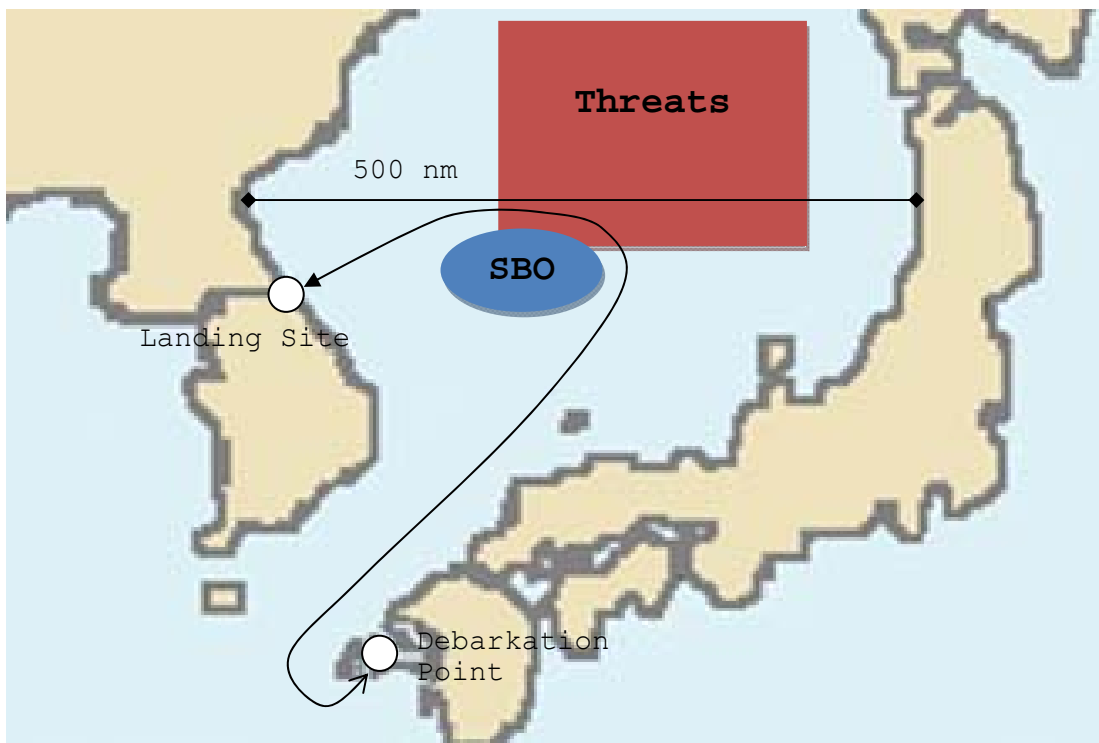 Threats
500 nm
SBO
Landing Site
Debarkation
Point